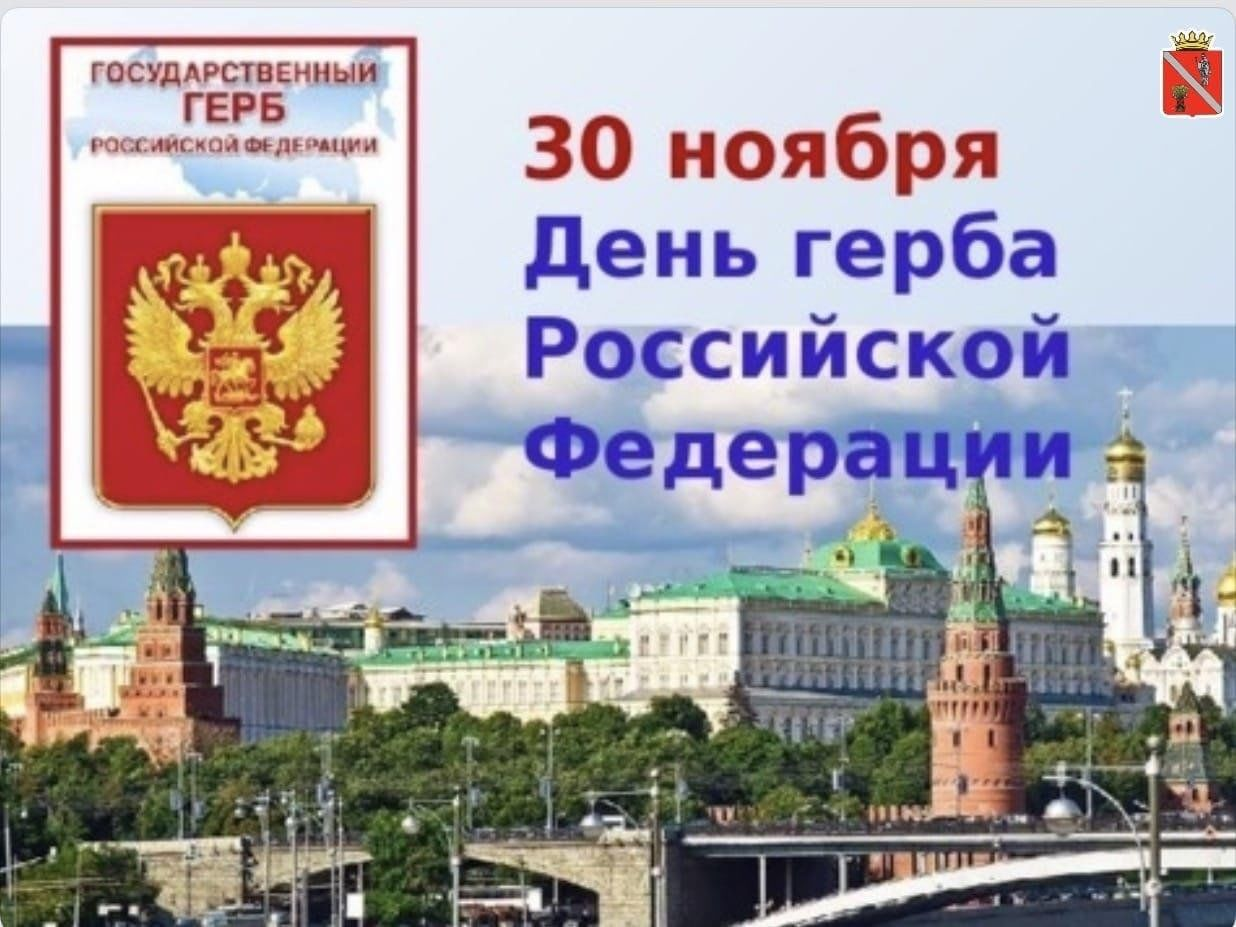 ГОСУДАРСТВЕННЫЙ
ГЕРБ
РОССИЙСКОЙ ФЕДЕРАЦИИ
30 ноября
День герба
Российской
Федерации